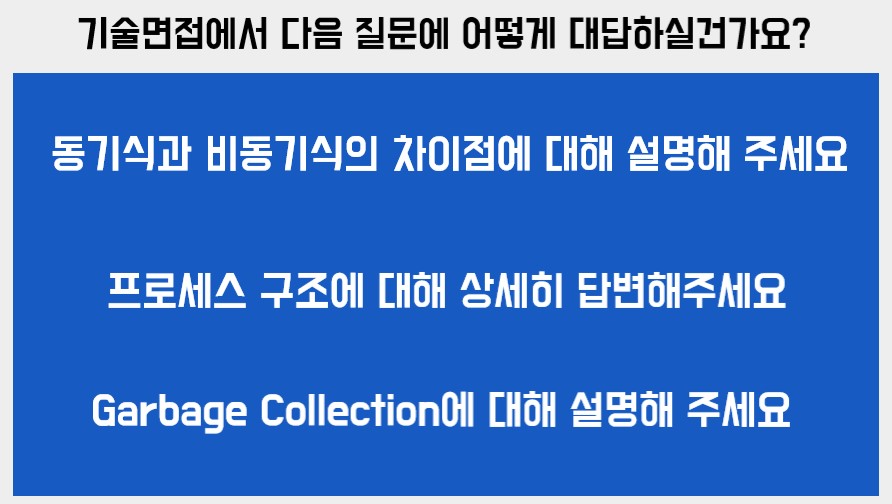 기술면접에서 다음 질문에 어떻게 대답하실건가요?
동기식과 비동기식의 차이점에 대해 설명해 주세요
프로세스 구조에 대해 상세히 답변해주세요
Garbage Collection에 대해 설명해 주세요